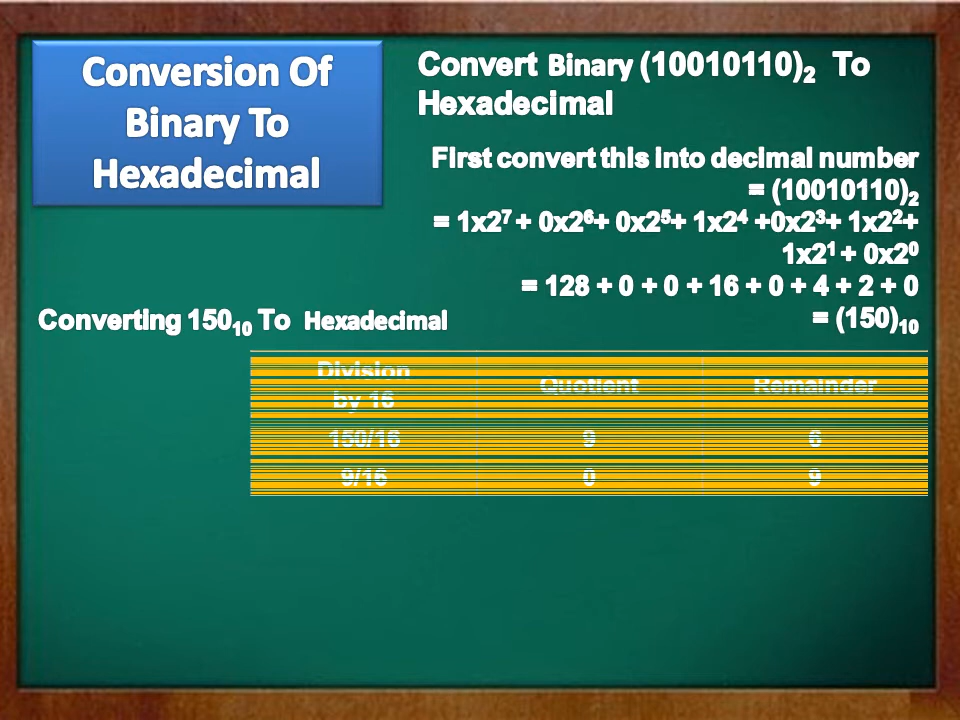 Conversion Of
Binary To
Hexadecimal
Convert Binary (10010110)₂ To
Hexadecimal
First convert this into decimal number
= (10010110)₂
= 1x2⁷ + 0x2⁶+ 0x2⁵+ 1x2⁴ +0x2³+ 1x2²+
1x2¹ + 0x2⁰
= 128 + 0 + 0 + 16 + 0 + 4 + 2 + 0
= (150)₁₀
Converting 150₁₀ To Hexadecimal
Division
by 16
Quotient Remainder
150/16 9 6
9/16 0 9